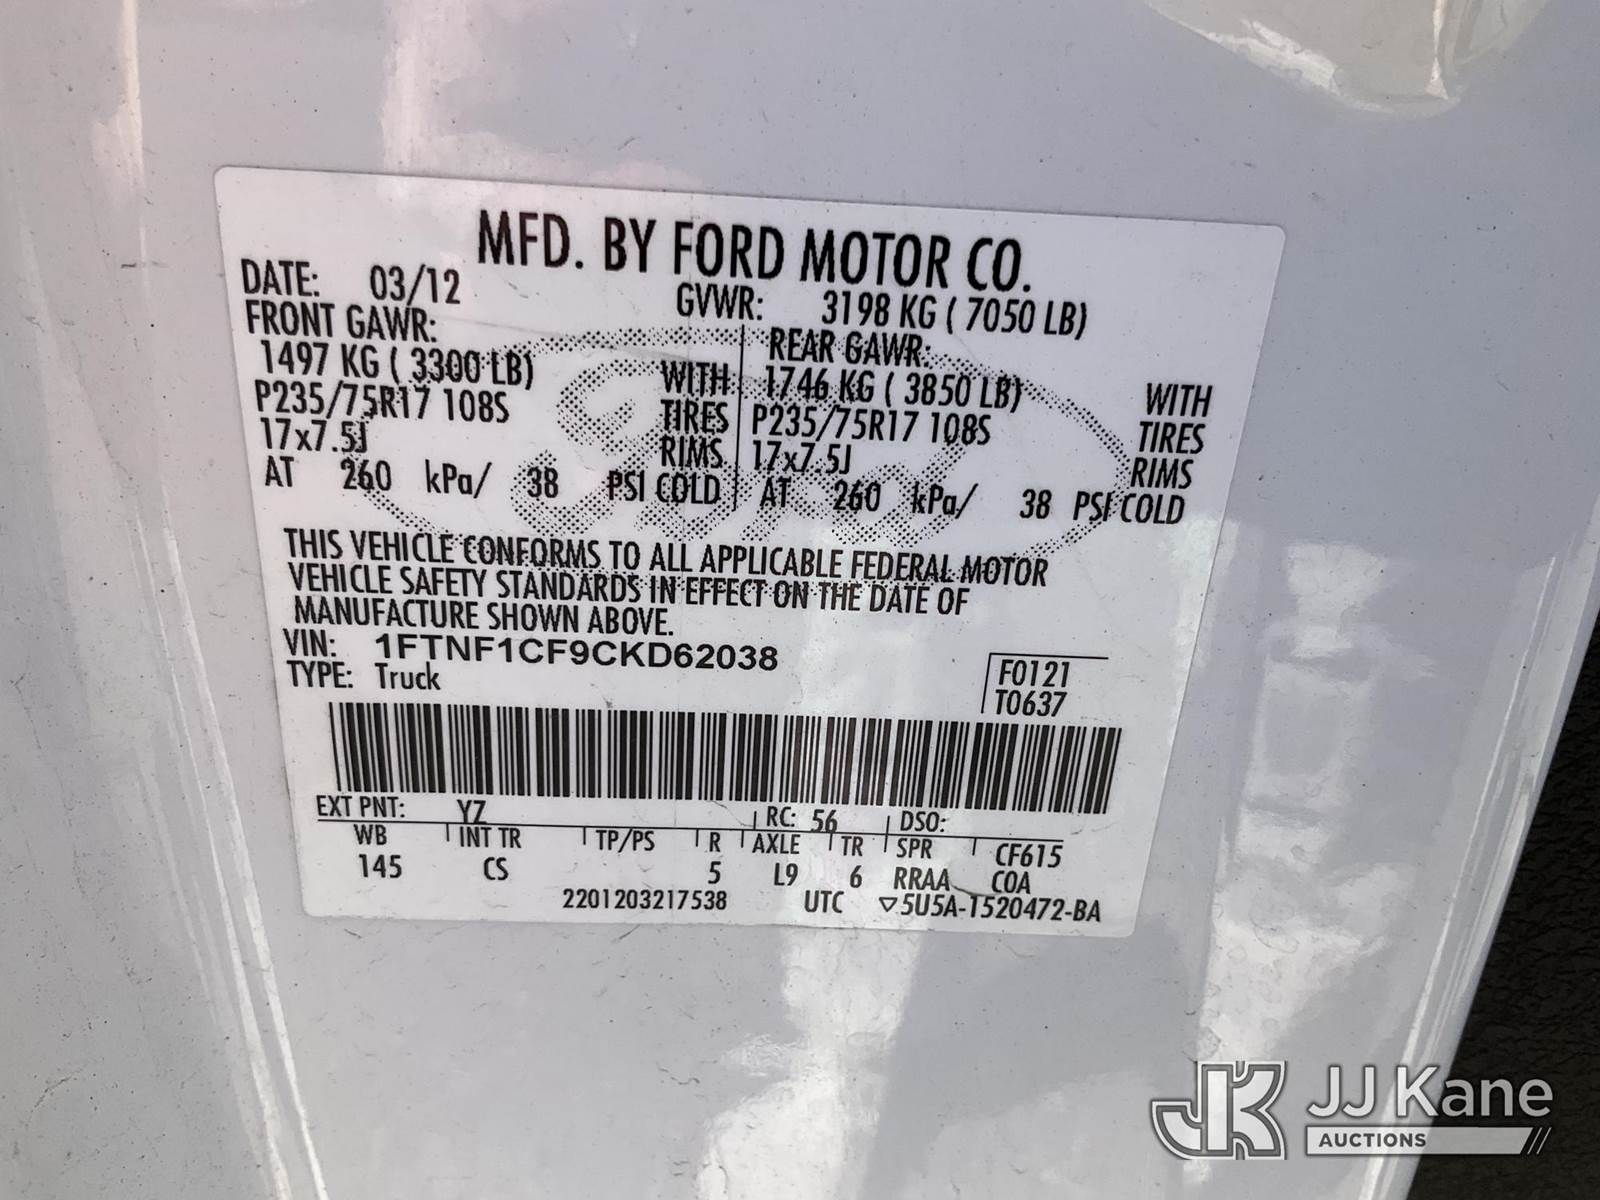 MFD. BY FORD MOTOR CO.
DATE: 03/12 GVWR: 3198 KG ( 7050 LB)
FRONT GAWR: REAR GAWR:
1497 KG ( 3300 LB) WITH 1746 KG ( 3850 LB) WITH
P235/75R17 108S TIRES P235/75R17 108S TIRES
17x7.5J RIMS 17x7.5J RIMS
AT 260 kPa/ 38 PSI COLD AT 260 kPa/ 38 PSI COLD
THIS VEHICLE CONFORMS TO ALL APPLICABLE FEDERAL MOTOR
VEHICLE SAFETY STANDARDS IN EFFECT ON THE DATE OF
MANUFACTURE SHOWN ABOVE.
VIN: 1FTNF1CF9CKD62038
TYPE: Truck
F0121
T0637
EXT PNT: YZ RC: 56 DSO:
WB INT TR TP/PS R AXLE TR SPR CF615
145 CS 5 L9 6 RRAA COA
2201203217538 UTC ▽5U5A-1520472-BA
Ford
JK JJ Kane
AUCTIONS